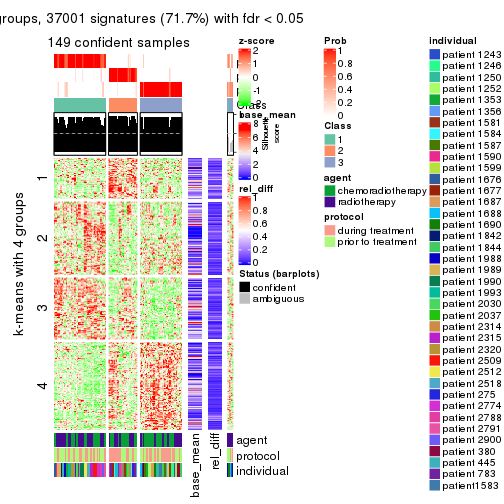 groups, 37001 signatures (71.7%) with fdr < 0.05
149 confident samples
k-means with 4 groups
1
2
3
4
Class
Silhouette
score
base_mean
rel_diff
agent
protocol
individual
z-score
2
1
0
-1
-2
base_mean
8
6
4
2
0
rel_diff
1
0.8
0.6
0.4
0.2
0
Status (barplots)
confident
ambiguous
Prob
1
0.8
0.6
0.4
0.2
0
Class
1
2
3
agent
chemoradiotherapy
radiotherapy
protocol
during treatment
prior to treatment
individual
patient 1243
patient 1246
patient 1250
patient 1252
patient 1353
patient 1356
patient 1581
patient 1584
patient 1587
patient 1590
patient 1599
patient 1676
patient 1677
patient 1687
patient 1688
patient 1690
patient 1842
patient 1844
patient 1988
patient 1989
patient 1990
patient 1993
patient 2030
patient 2037
patient 2314
patient 2315
patient 2320
patient 2509
patient 2512
patient 2518
patient 275
patient 2774
patient 2788
patient 2791
patient 2900
patient 380
patient 445
patient 783
patient1583